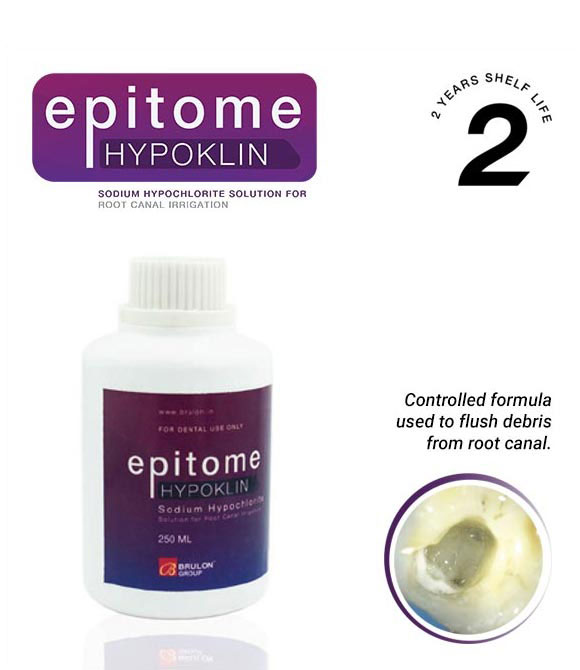 epitome
HYPOKLIN
SODIUM HYPOCHLORITE SOLUTION FOR
ROOT CANAL IRRIGATION
2 YEARS SHELF LIFE
2
www.brulon.in
FOR DENTAL USE ONLY
epitome
HYPOKLIN
Sodium Hypochlorite
Solution for Root Canal Irrigation
250 ML
BRULON
GROUP
Controlled formula
used to flush debris
from root canal.